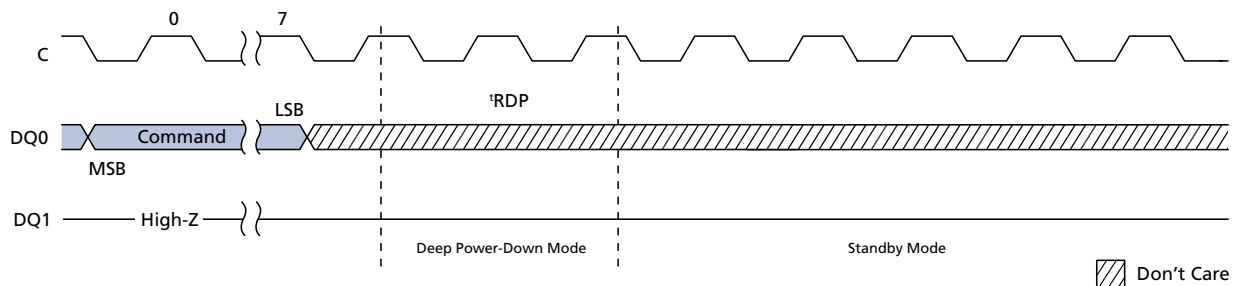 0 7
C
LSB
tRDP
DQ0 Command
MSB
DQ1 High-Z
Deep Power-Down Mode Standby Mode
Don't Care